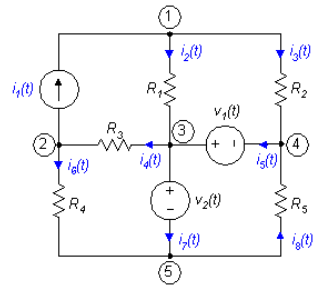 1
i₁(t)
i₂(t)
i₃(t)
R₁
R₂
2
R₃
3
v₁(t)
+ −
4
i₄(t)
i₅(t)
i₆(t)
R₄
+
−
v₂(t)
R₅
i₇(t)
i₈(t)
5